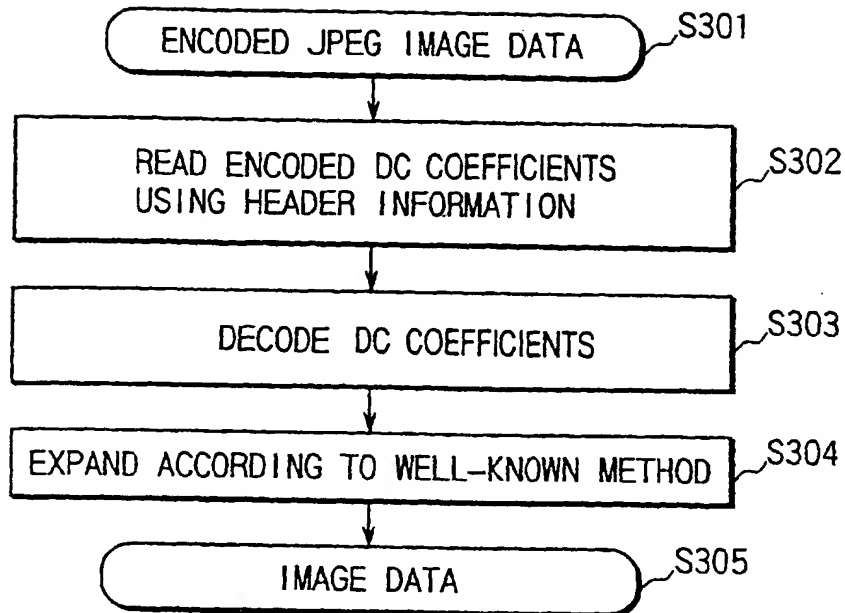 ENCODED JPEG IMAGE DATA
S301
READ ENCODED DC COEFFICIENTS
USING HEADER INFORMATION
S302
DECODE DC COEFFICIENTS
S303
EXPAND ACCORDING TO WELL-KNOWN METHOD
S304
IMAGE DATA
S305